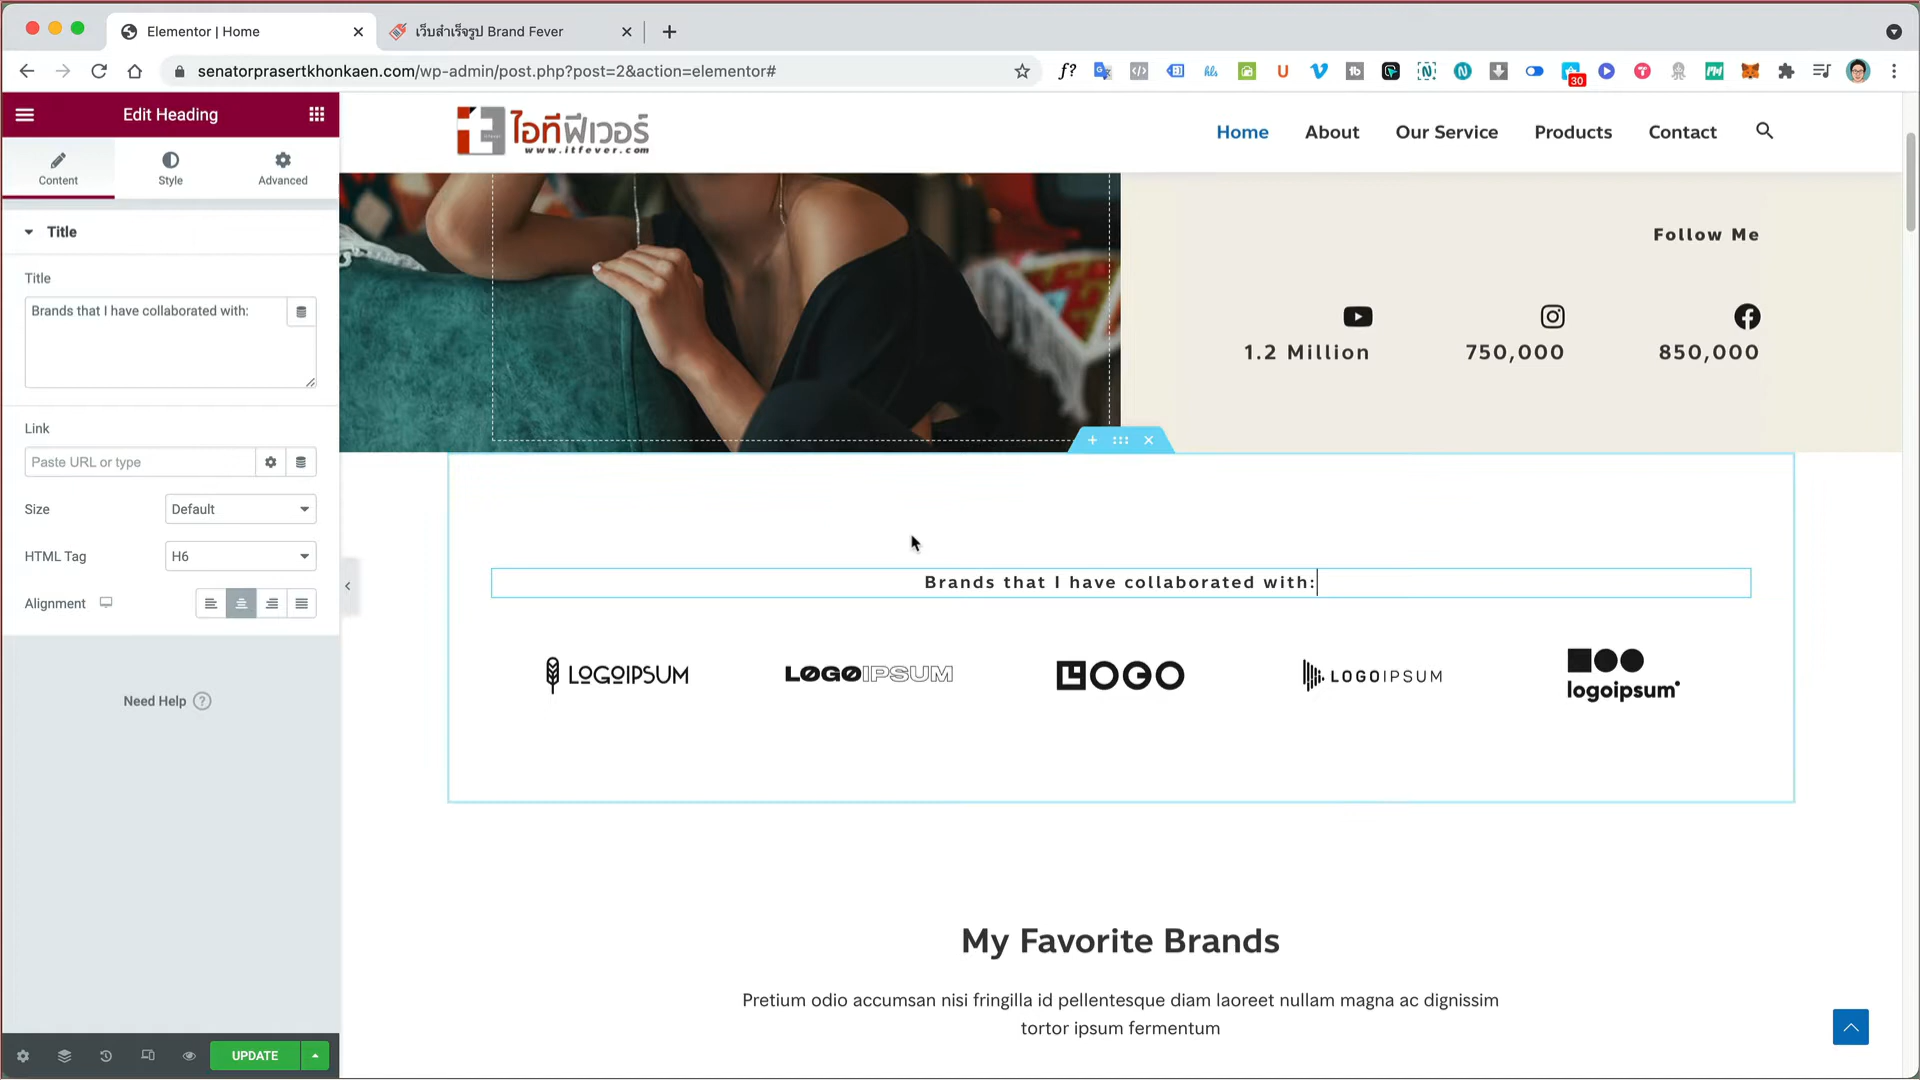 Elementor | Home
เว็บสำเร็จรูป Brand Fever
senatorprasertkhonkaen.com/wp-admin/post.php?post=2&action=elementor#
30
Edit Heading
Content
Style
Advanced
Title
Title
Brands that I have collaborated with:
Link
Paste URL or type
Size
Default
HTML Tag
H6
Alignment
Need Help
UPDATE
ไอทีฟีเวอร์
www.itfever.com
Home
About
Our Service
Products
Contact
Follow Me
1.2 Million
750,000
850,000
Brands that I have collaborated with:
LOGOIPSUM
LOGOIPSUM
LOGO
LOGOIPSUM
logoipsum
My Favorite Brands
Pretium odio accumsan nisi fringilla id pellentesque diam laoreet nullam magna ac dignissim
tortor ipsum fermentum